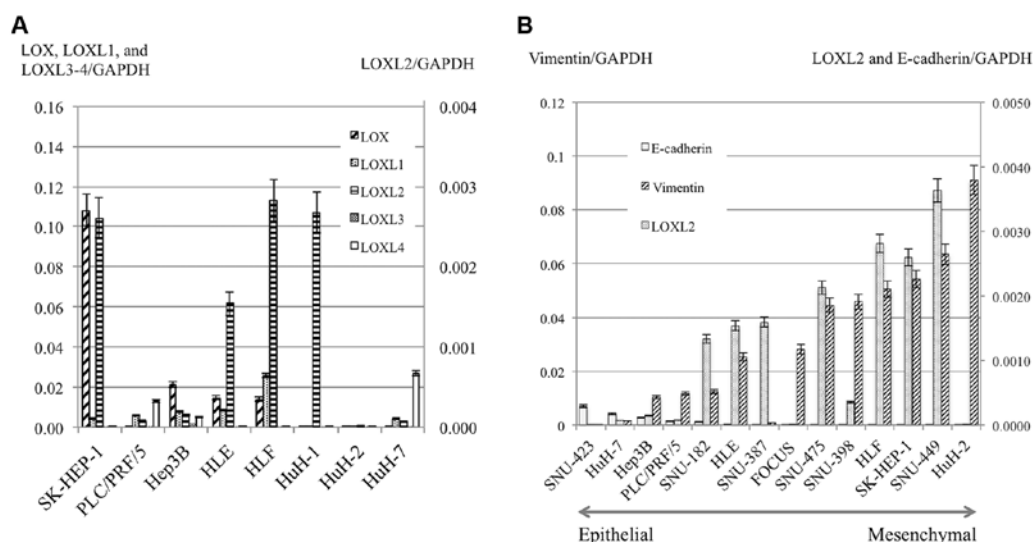 A
LOX, LOXL1, and
LOXL3-4/GAPDH
LOXL2/GAPDH
0.16
0.14
0.12
0.10
0.08
0.06
0.04
0.02
0.00
0.004
0.003
0.002
0.001
0.000
LOX
LOXL1
LOXL2
LOXL3
LOXL4
SK-HEP-1
PLC/PRF/5
Hep3B
HLE
HLF
HuH-1
HuH-2
HuH-7
B
Vimentin/GAPDH
LOXL2 and E-cadherin/GAPDH
0.12
0.1
0.08
0.06
0.04
0.02
0
0.0050
0.0040
0.0030
0.0020
0.0010
0.0000
E-cadherin
Vimentin
LOXL2
SNU-423
HuH-7
Hep3B
PLC/PRF/5
SNU-182
HLE
SNU-387
FOCUS
SNU-475
SNU-398
HLF
SK-HEP-1
SNU-449
HuH-2
Epithelial
Mesenchymal